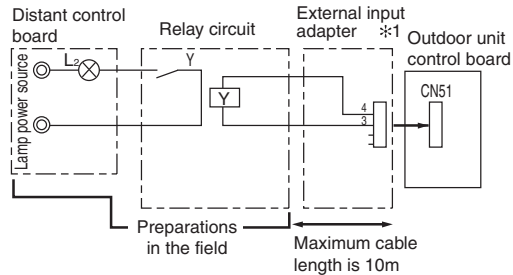 Distant control
board
Relay circuit
External input
adapter ✻1
Outdoor unit
control board
Lamp power source
L2
Y
Y
4
3
CN51
Preparations
in the field
Maximum cable
length is 10m